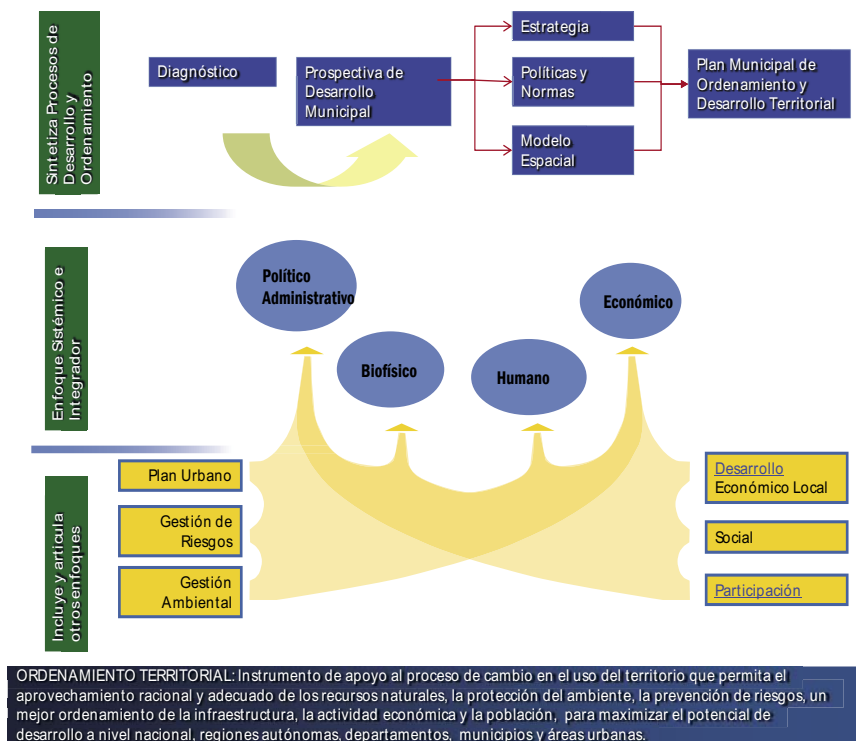 Sintetiza Procesos de
Desarrollo y
Ordenamiento
Diagnóstico
Prospectiva de
Desarrollo
Municipal
Estrategia
Políticas y
Normas
Modelo
Espacial
Plan Municipal de
Ordenamiento y
Desarrollo Territorial
Enfoque Sistémico e
Integrador
Político
Administrativo
Biofísico
Humano
Económico
Incluye y articula
otrosenfoques
Plan Urbano
Gestión de
Riesgos
Gestión
Ambiental
Desarrollo
Económico Local
Social
Participación
ORDENAMIENTO TERRITORIAL: Instrumento de apoyo al proceso de cambio en el uso del territorio que permita el
aprovechamiento racional y adecuado de los recursos naturales, la protección del ambiente, la prevención de riesgos, un
mejor ordenamiento de la infraestructura, la actividad económica y la población, para maximizar el potencial de
desarrollo a nivel nacional, regiones autónomas, departamentos, municipios y áreas urbanas.